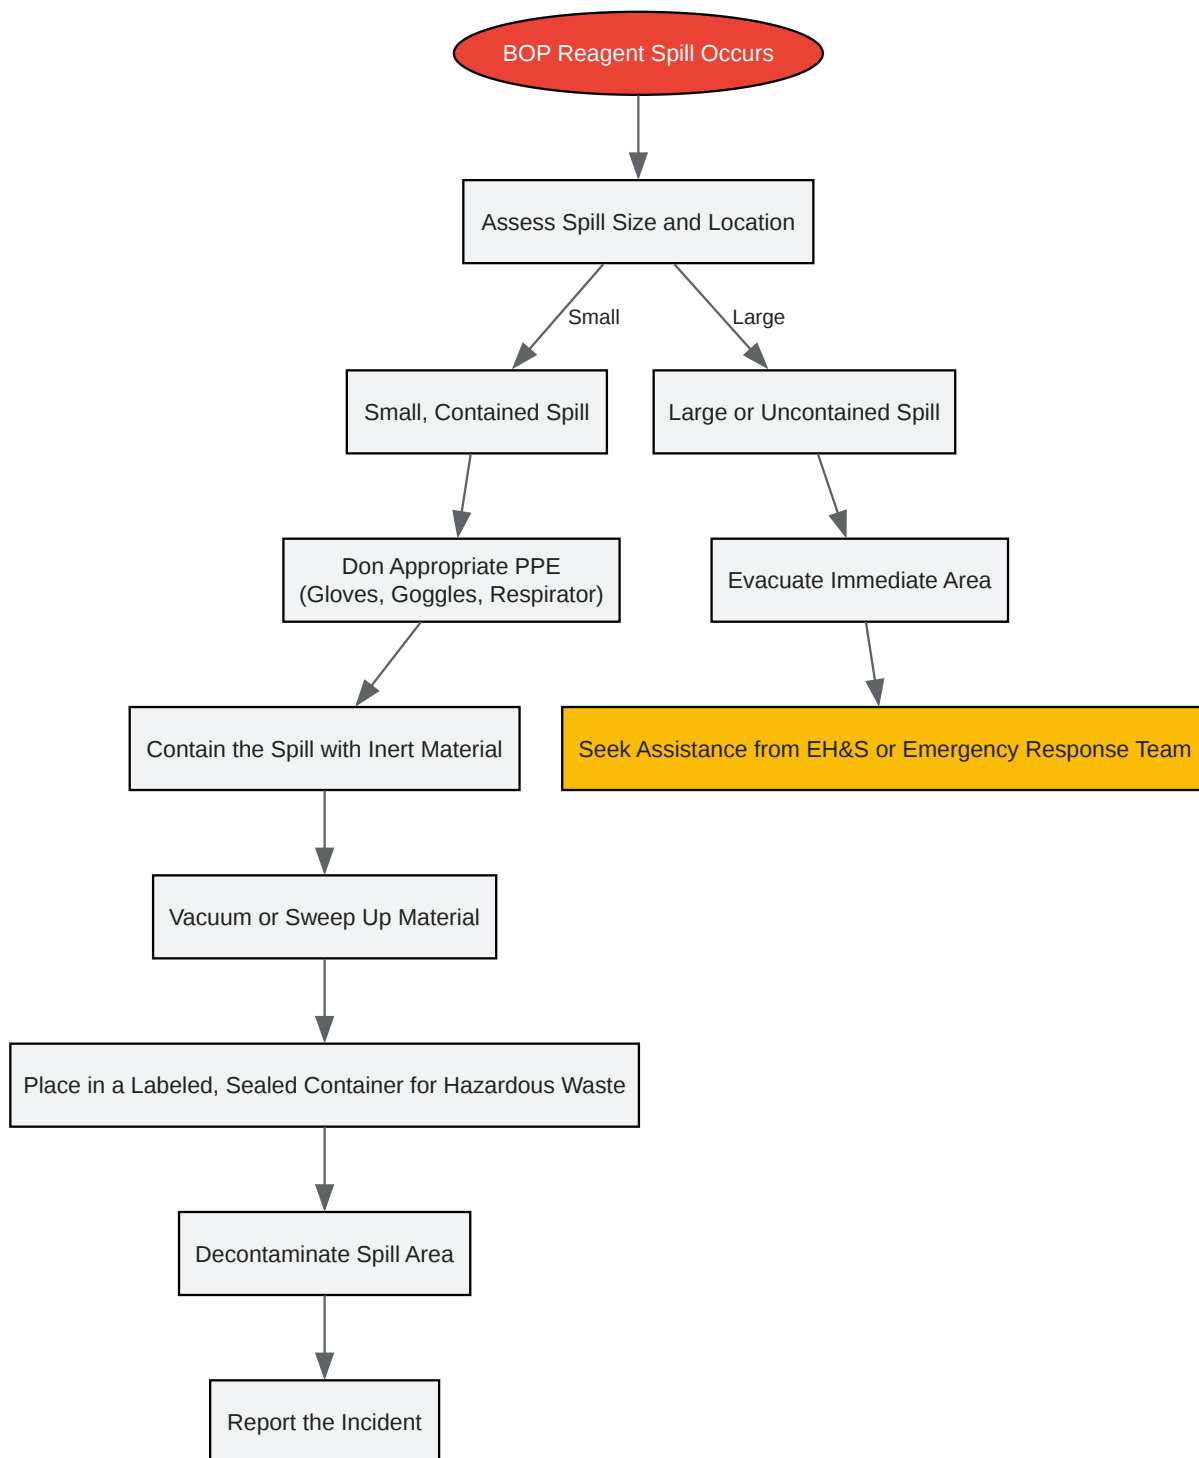 BOP Reagent Spill Occurs
Assess Spill Size and Location
Small
Large
Small, Contained Spill
Large or Uncontained Spill
Don Appropriate PPE
(Gloves, Goggles, Respirator)
Evacuate Immediate Area
Contain the Spill with Inert Material
Seek Assistance from EH&S or Emergency Response Team
Vacuum or Sweep Up Material
Place in a Labeled, Sealed Container for Hazardous Waste
Decontaminate Spill Area
Report the Incident